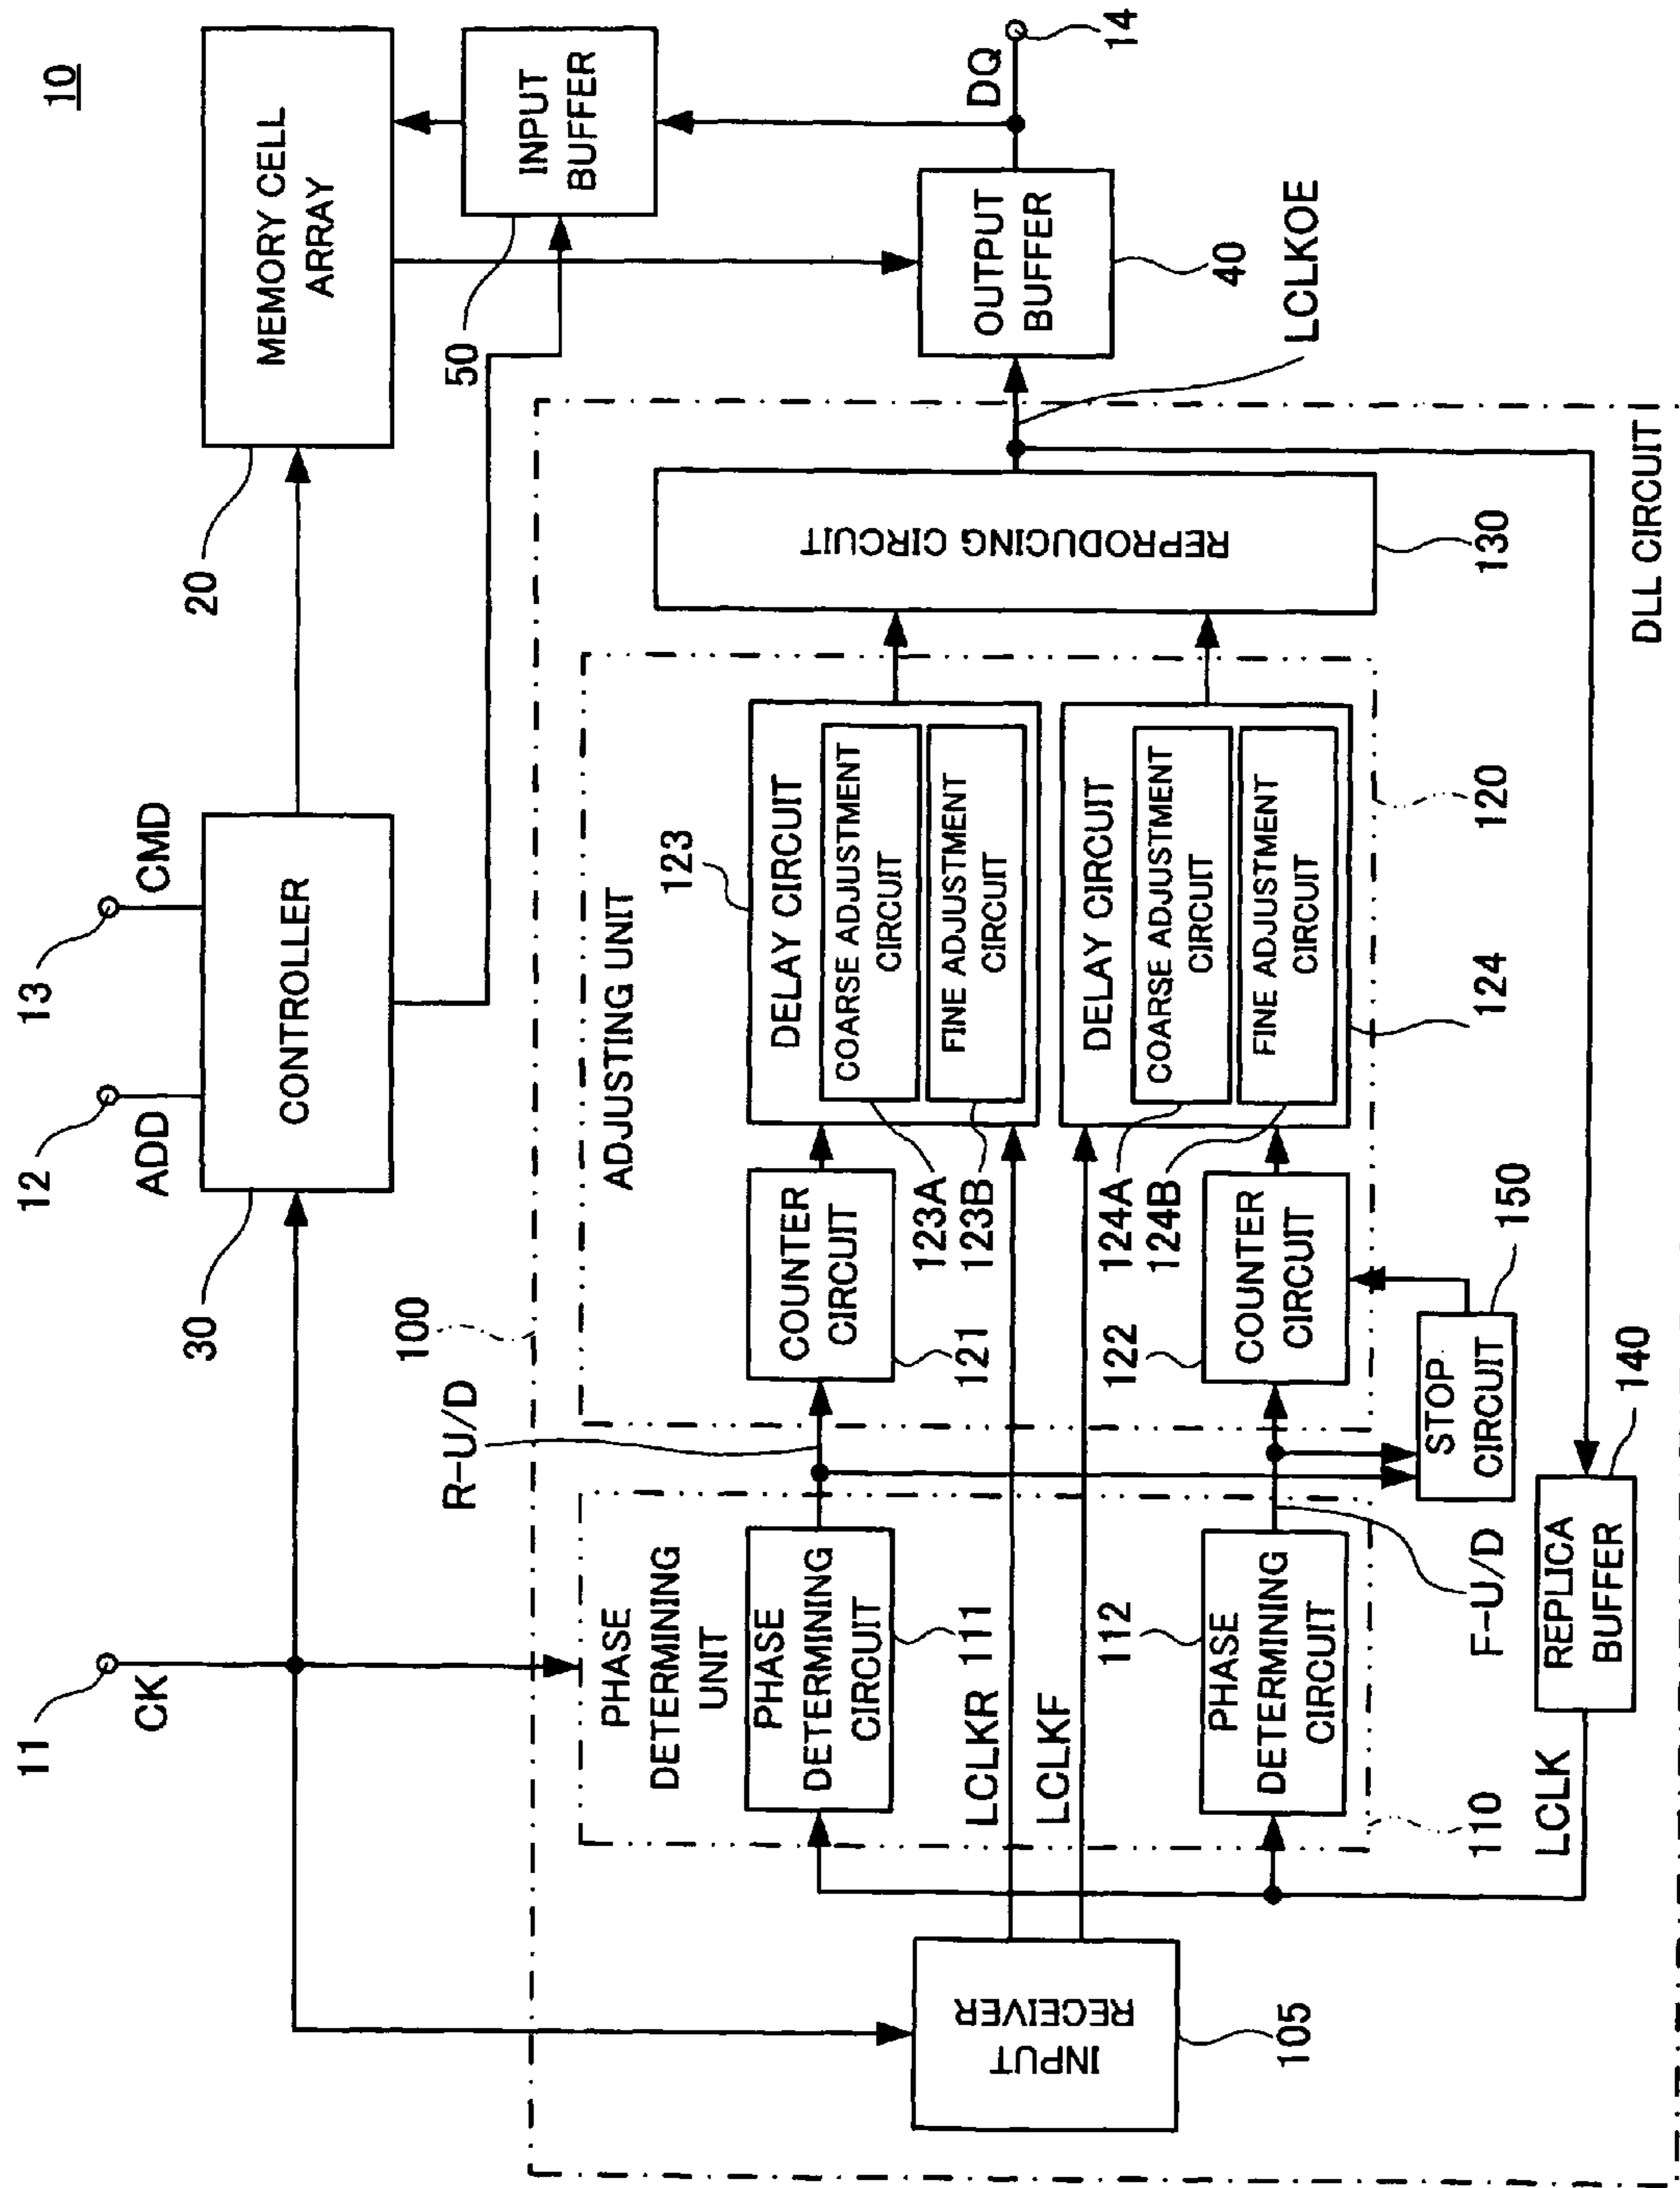 10
11
CK
12
ADD
13
CMD
30
CONTROLLER
20
MEMORY CELL
ARRAY
50
INPUT
BUFFER
DQ
14
OUTPUT
BUFFER
40
LCLKOE
100
R-U/D
PHASE
DETERMINING
UNIT
PHASE
DETERMINING
CIRCUIT
111
LCLKR
LCLKF
112
PHASE
DETERMINING
CIRCUIT
110
F-U/D
INPUT
RECEIVER
105
ADJUSTING UNIT
COUNTER
CIRCUIT
121
122
COUNTER
CIRCUIT
123
DELAY CIRCUIT
COARSE ADJUSTMENT
CIRCUIT
FINE ADJUSTMENT
CIRCUIT
123A
123B
DELAY CIRCUIT
COARSE ADJUSTMENT
CIRCUIT
FINE ADJUSTMENT
CIRCUIT
124A
124B
124
120
REPRODUCING CIRCUIT
130
STOP
CIRCUIT
150
REPLICA
BUFFER
140
LCLK
DLL CIRCUIT